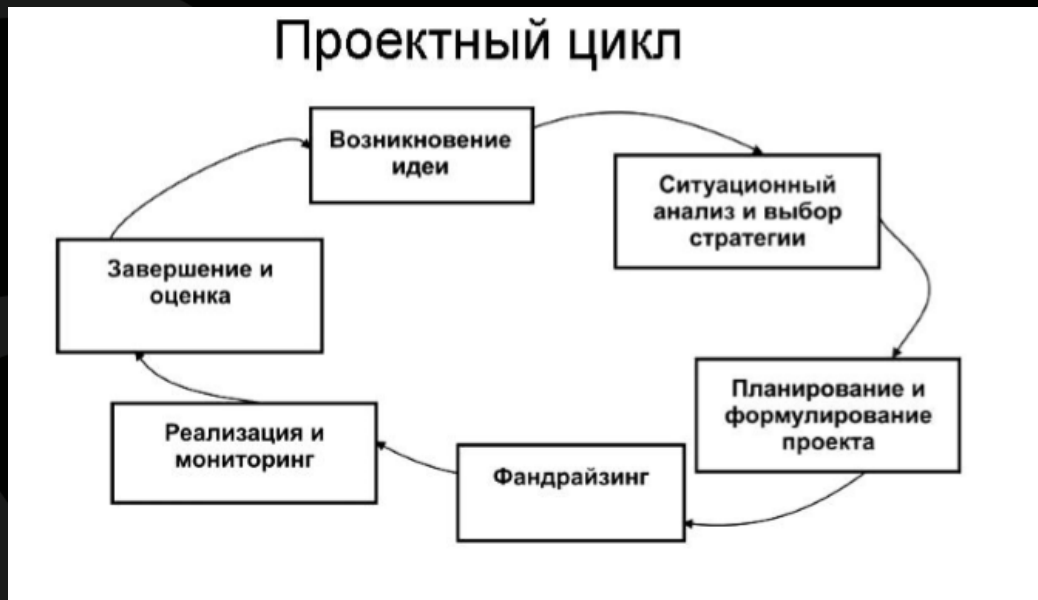 Проектный цикл
Возникновение
идеи
Ситуационный
анализ и выбор
стратегии
Планирование и
формулирование
проекта
Фандрайзинг
Реализация и
мониторинг
Завершение и
оценка